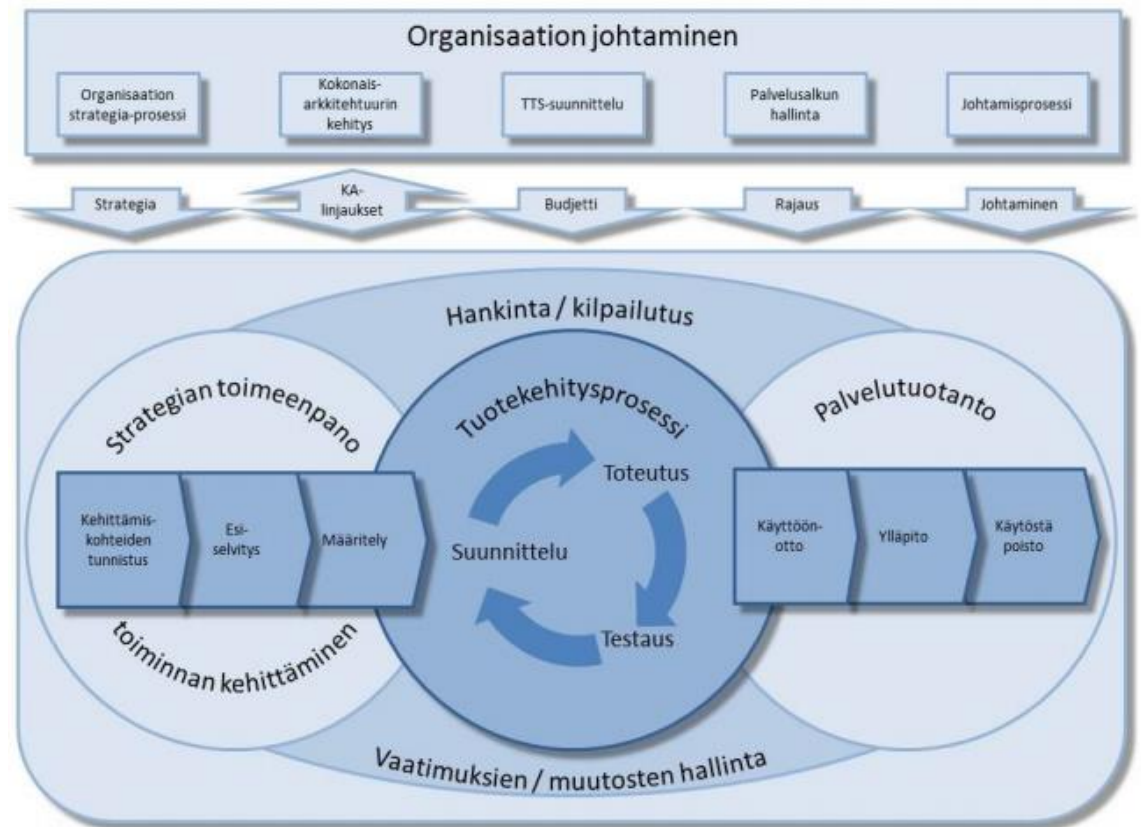 Organisaation johtaminen
Organisaation
strategia-prosessi
Kokonais-
arkkitehtuurin
kehitys
TTS-suunnittelu
Palvelusalkun
hallinta
Johtamisprosessi
Strategia
KA-
linjaukset
Budjetti
Rajaus
Johtaminen
Hankinta / kilpailutus
Strategian toimeenpano
Tuotekehitysprosessi
Palvelutuotanto
Kehittämis-
kohteiden
tunnistus
Esi-
selvitys
Määritely
Suunnittelu
Toteutus
Testaus
Käyttöön-
otto
Ylläpito
Käytöstä
poisto
toiminnan kehittäminen
Vaatimuksien / muutosten hallinta